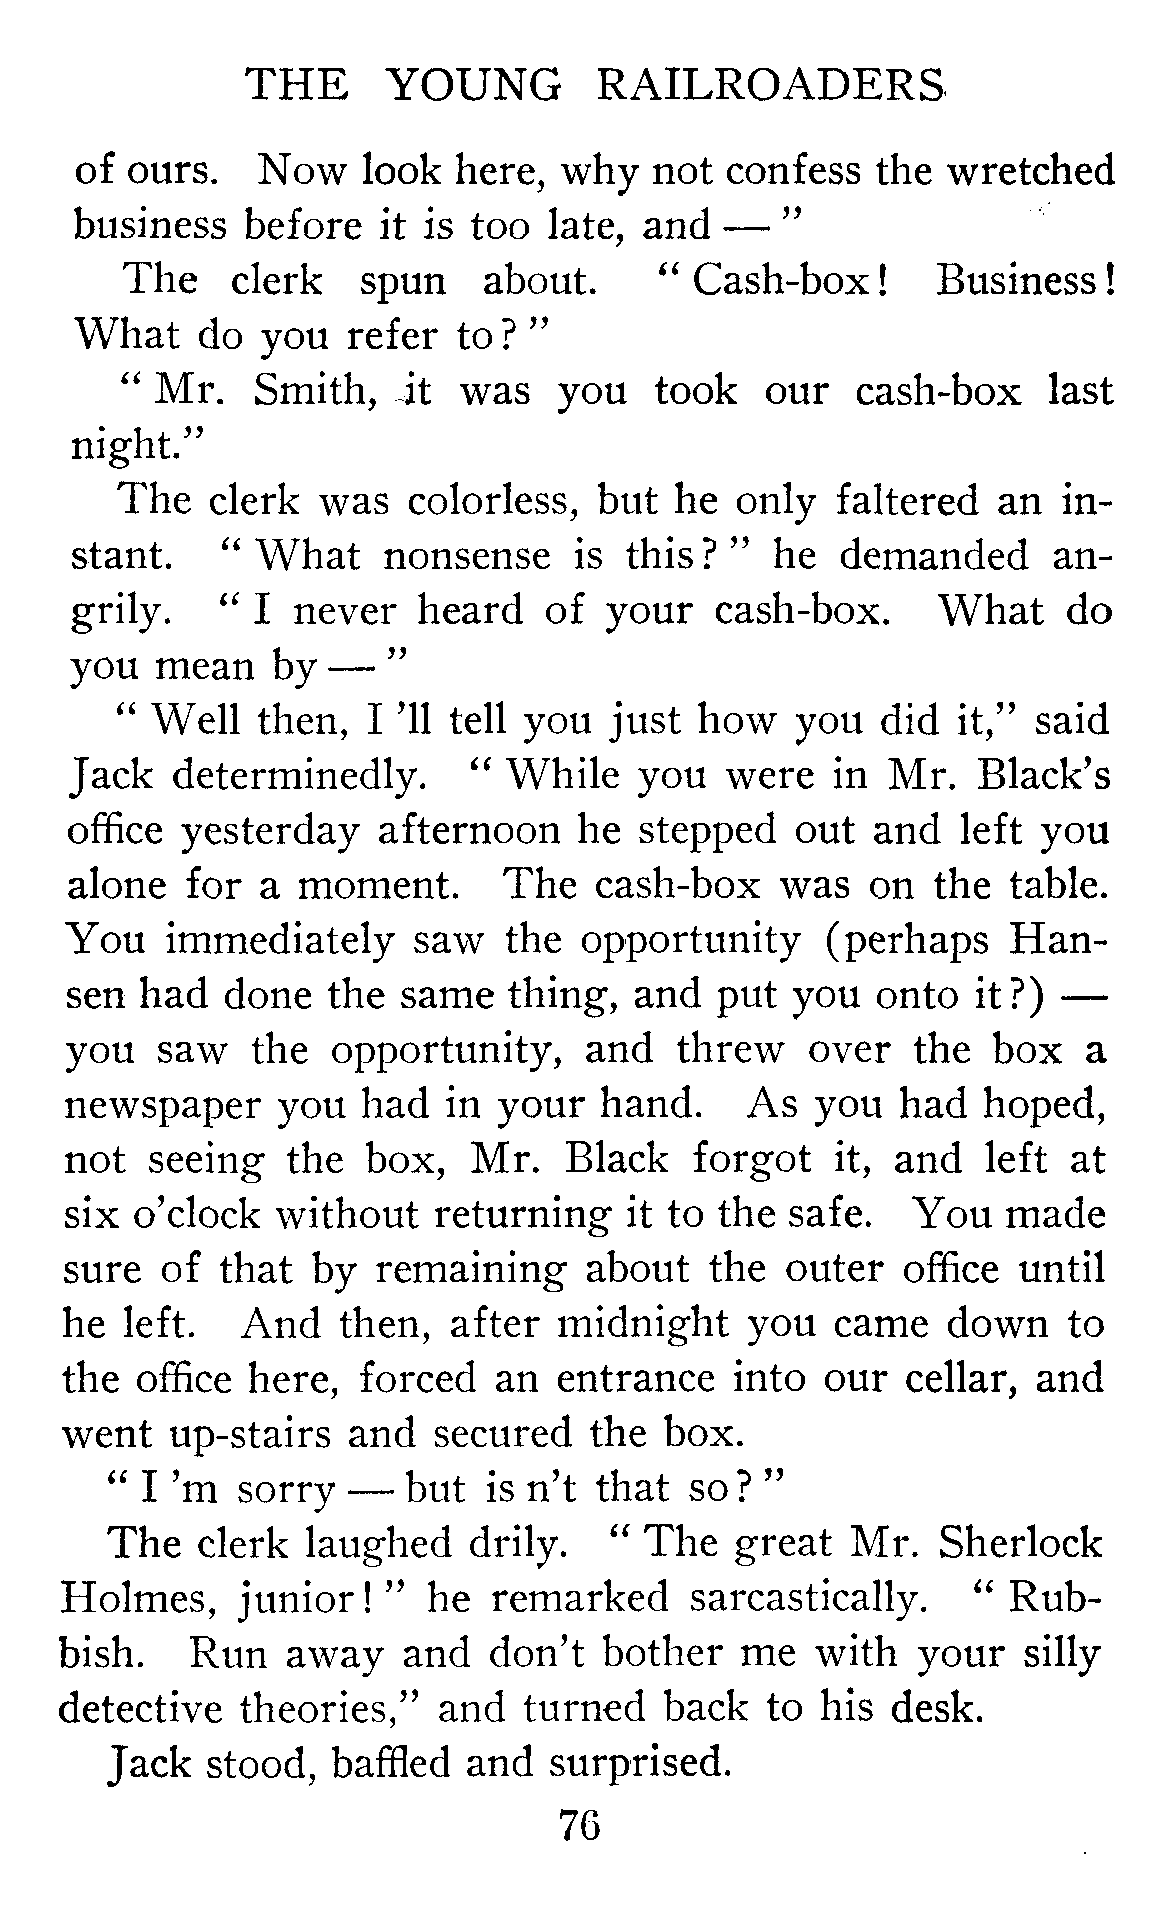 THE YOUNG RAILROADERS
of ours. Now look here, why not confess the wretched
business before it is too late, and — ”
The clerk spun about. “ Cash-box! Business!
What do you refer to? ”
“ Mr. Smith, it was you took our cash-box last
night.”
The clerk was colorless, but he only faltered an in-
stant. “ What nonsense is this? ” he demanded an-
grily. “ I never heard of your cash-box. What do
you mean by — ”
“ Well then, I 'll tell you just how you did it,” said
Jack determinedly. “ While you were in Mr. Black's
office yesterday afternoon he stepped out and left you
alone for a moment. The cash-box was on the table.
You immediately saw the opportunity (perhaps Han-
sen had done the same thing, and put you onto it?) —
you saw the opportunity, and threw over the box a
newspaper you had in your hand. As you had hoped,
not seeing the box, Mr. Black forgot it, and left at
six o'clock without returning it to the safe. You made
sure of that by remaining about the outer office until
he left. And then, after midnight you came down to
the office here, forced an entrance into our cellar, and
went up-stairs and secured the box.
“ I 'm sorry — but is n't that so? ”
The clerk laughed drily. “ The great Mr. Sherlock
Holmes, junior! ” he remarked sarcastically. “ Rub-
bish. Run away and don't bother me with your silly
detective theories,” and turned back to his desk.
Jack stood, baffled and surprised.
76